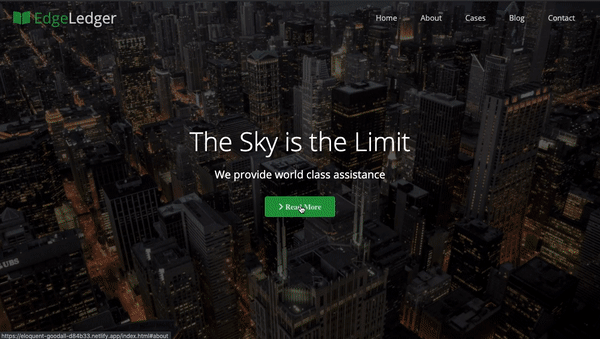 EdgeLedger
Home About Cases Blog Contact
The Sky is the Limit
We provide world class assistance
Read More
https://eloquent-goodall-d84b33.netlify.app/index.html#about